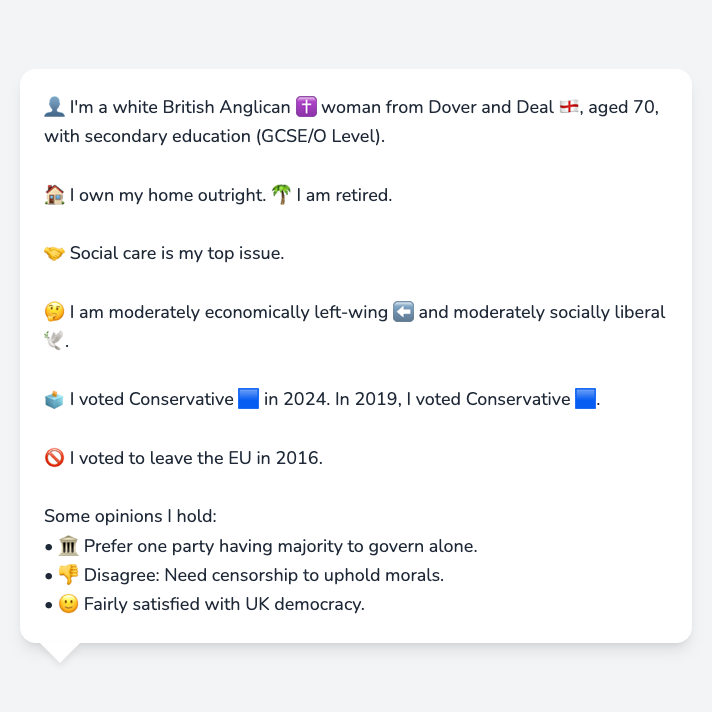 👤 I'm a white British Anglican ✝️ woman from Dover and Deal 🏴󠁧󠁢󠁥󠁮󠁧󠁿, aged 70,
with secondary education (GCSE/O Level).
🏠 I own my home outright. 🌴 I am retired.
🤝 Social care is my top issue.
🤔 I am moderately economically left-wing ⬅️ and moderately socially liberal
🕊️.
🗳️ I voted Conservative 🟦 in 2024. In 2019, I voted Conservative 🟦.
🚫 I voted to leave the EU in 2016.
Some opinions I hold:
• 🏛️ Prefer one party having majority to govern alone.
• 👎 Disagree: Need censorship to uphold morals.
• 🙂 Fairly satisfied with UK democracy.